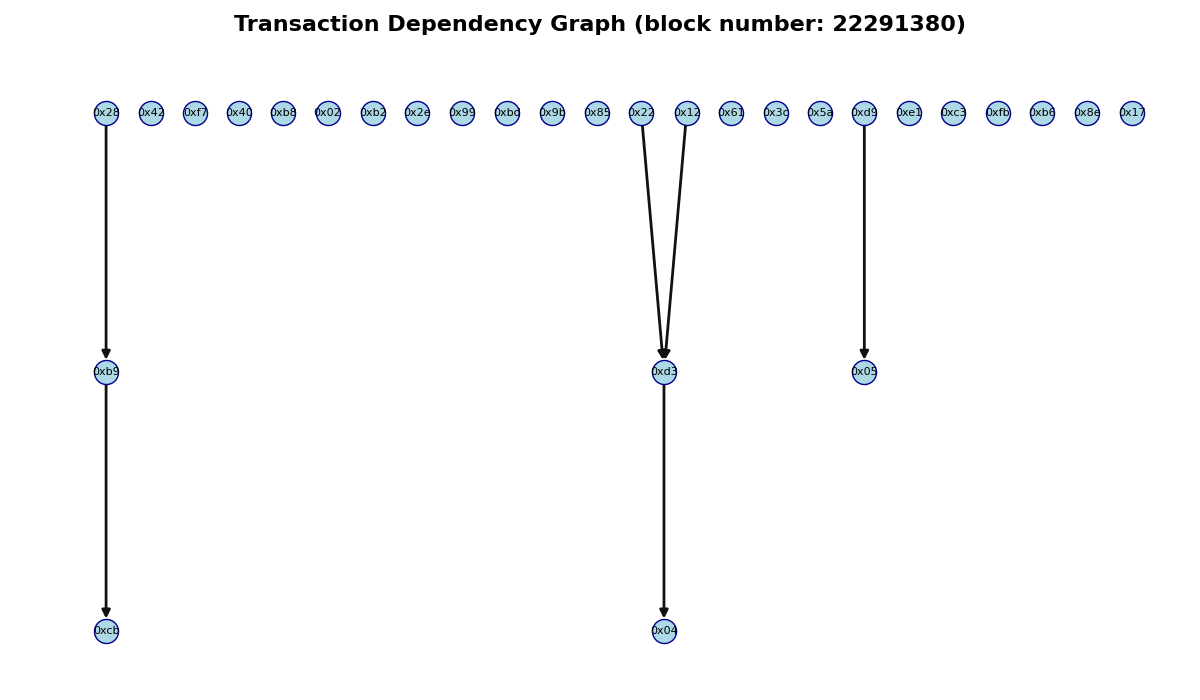 Transaction Dependency Graph (block number: 22291380)
0x28 0x42 0xf7 0x40 0xb8 0x02 0xb2 0x2e 0x99 0xbd 0x9b 0x85 0x22 0x12 0x61 0x3c 0x5a 0xd9 0xe1 0xc3 0xfb 0xb6 0x8e 0x17
0xb9 0xd3 0x05
0xcb 0x04